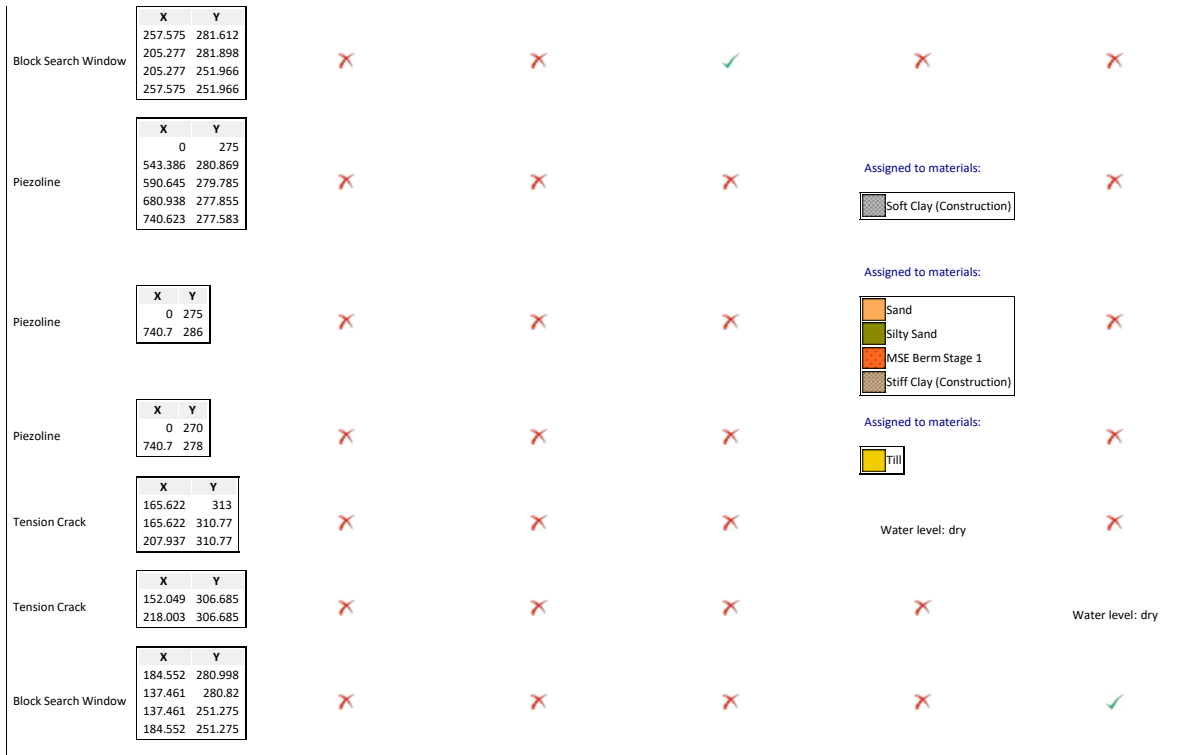 X Y
257.575 281.612
205.277 281.898
Block Search Window
205.277 251.966
257.575 251.966
X Y
0 275
543.386 280.869
Piezoline
590.645 279.785
680.938 277.855
740.623 277.583
Assigned to materials:
Soft Clay (Construction)
Piezoline
X Y
0 275
740.7 286
Assigned to materials:
Sand
Silty Sand
MSE Berm Stage 1
Stiff Clay (Construction)
Piezoline
X Y
0 270
740.7 278
Assigned to materials:
Till
Tension Crack
X Y
165.622 313
165.622 310.77
207.937 310.77
Water level: dry
Tension Crack
X Y
152.049 306.685
218.003 306.685
Water level: dry
Block Search Window
X Y
184.552 280.998
137.461 280.82
137.461 251.275
184.552 251.275